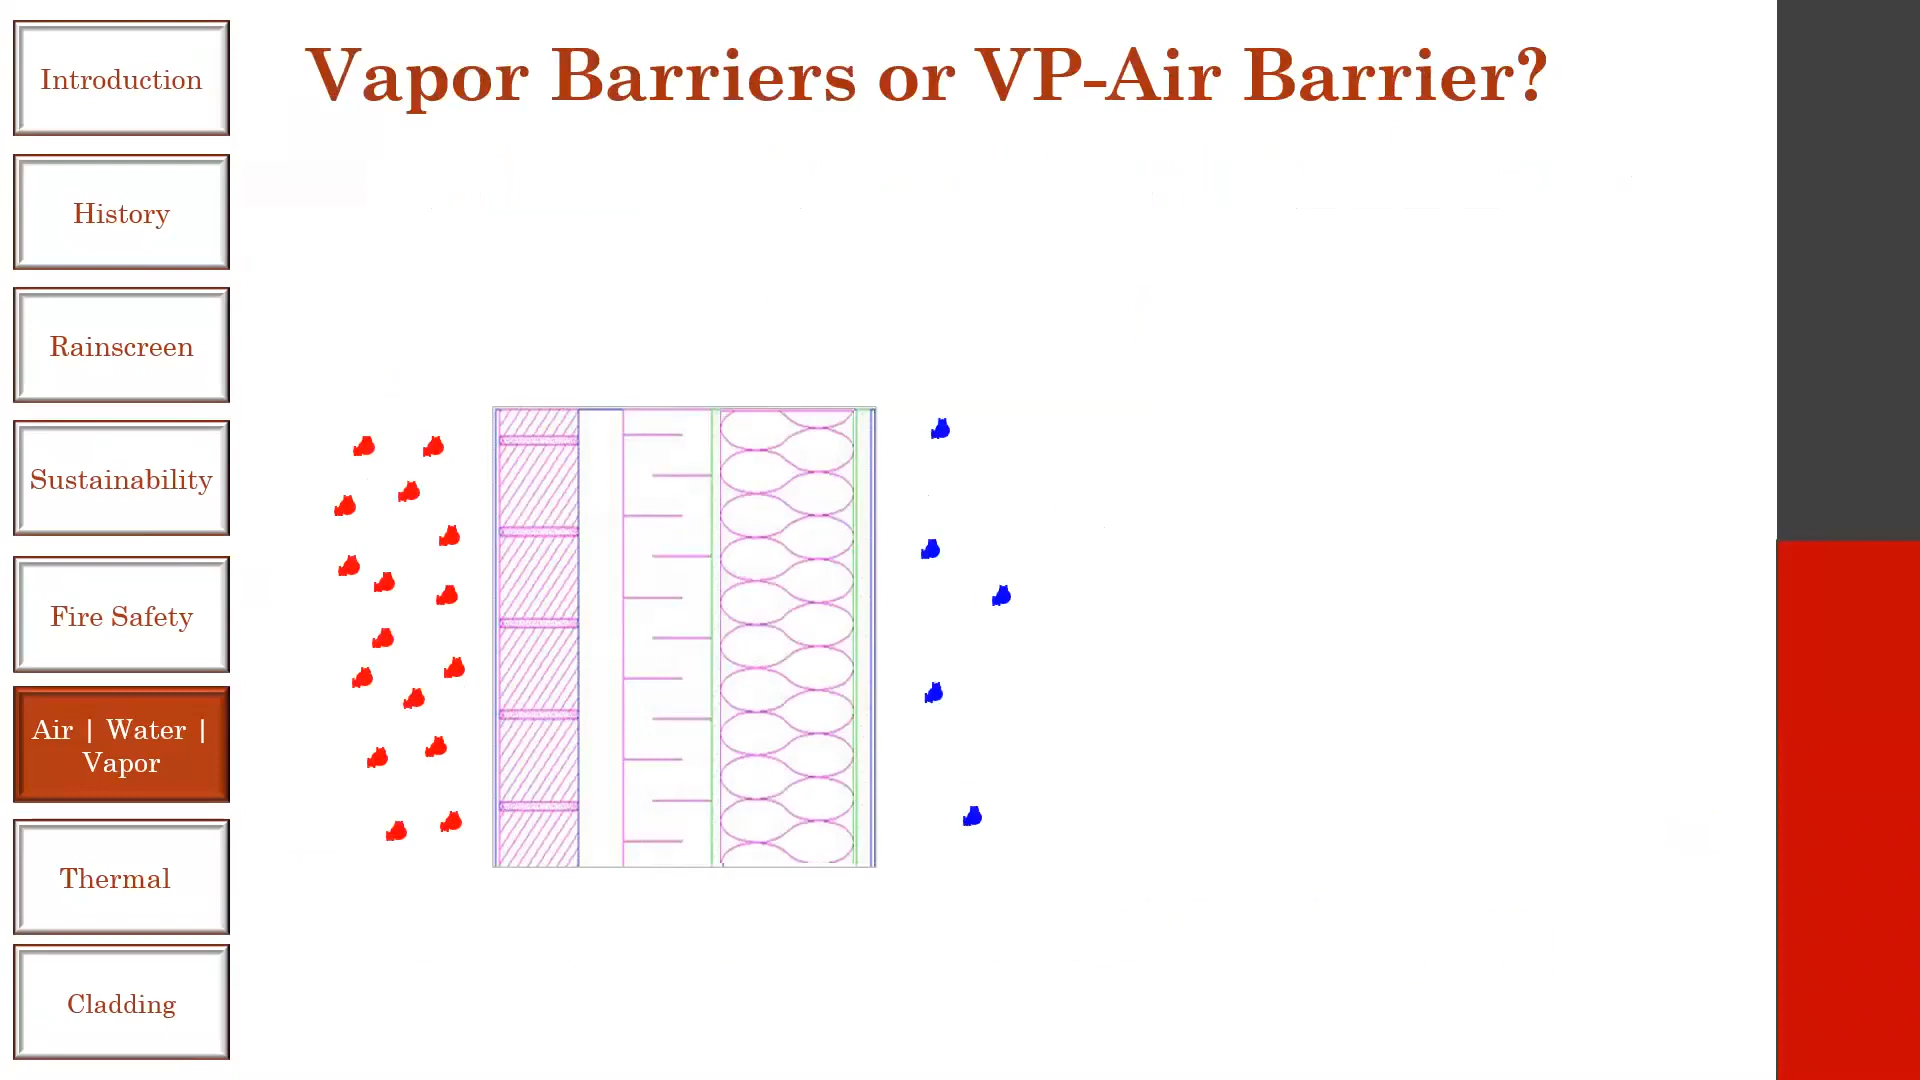 Vapor Barriers or VP-Air Barrier?
Introduction
History
Rainscreen
Sustainability
Fire Safety
Air | Water |
Vapor
Thermal
Cladding